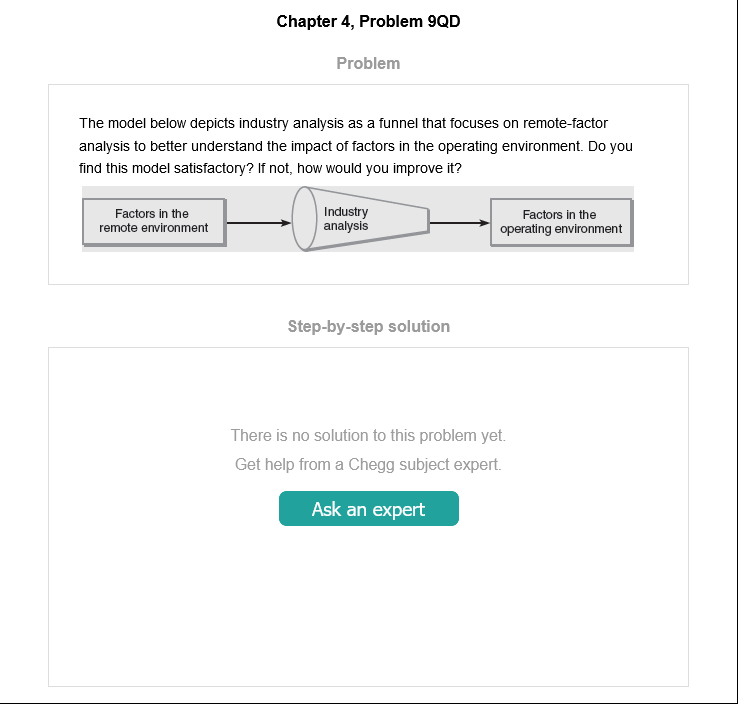 Chapter 4, Problem 9QD
Problem
The model below depicts industry analysis as a funnel that focuses on remote-factor
analysis to better understand the impact of factors in the operating environment. Do you
find this model satisfactory? If not, how would you improve it?
Factors in the
remote environment
Industry
analysis
Factors in the
operating environment
Step-by-step solution
There is no solution to this problem yet.
Get help from a Chegg subject expert.
Ask an expert